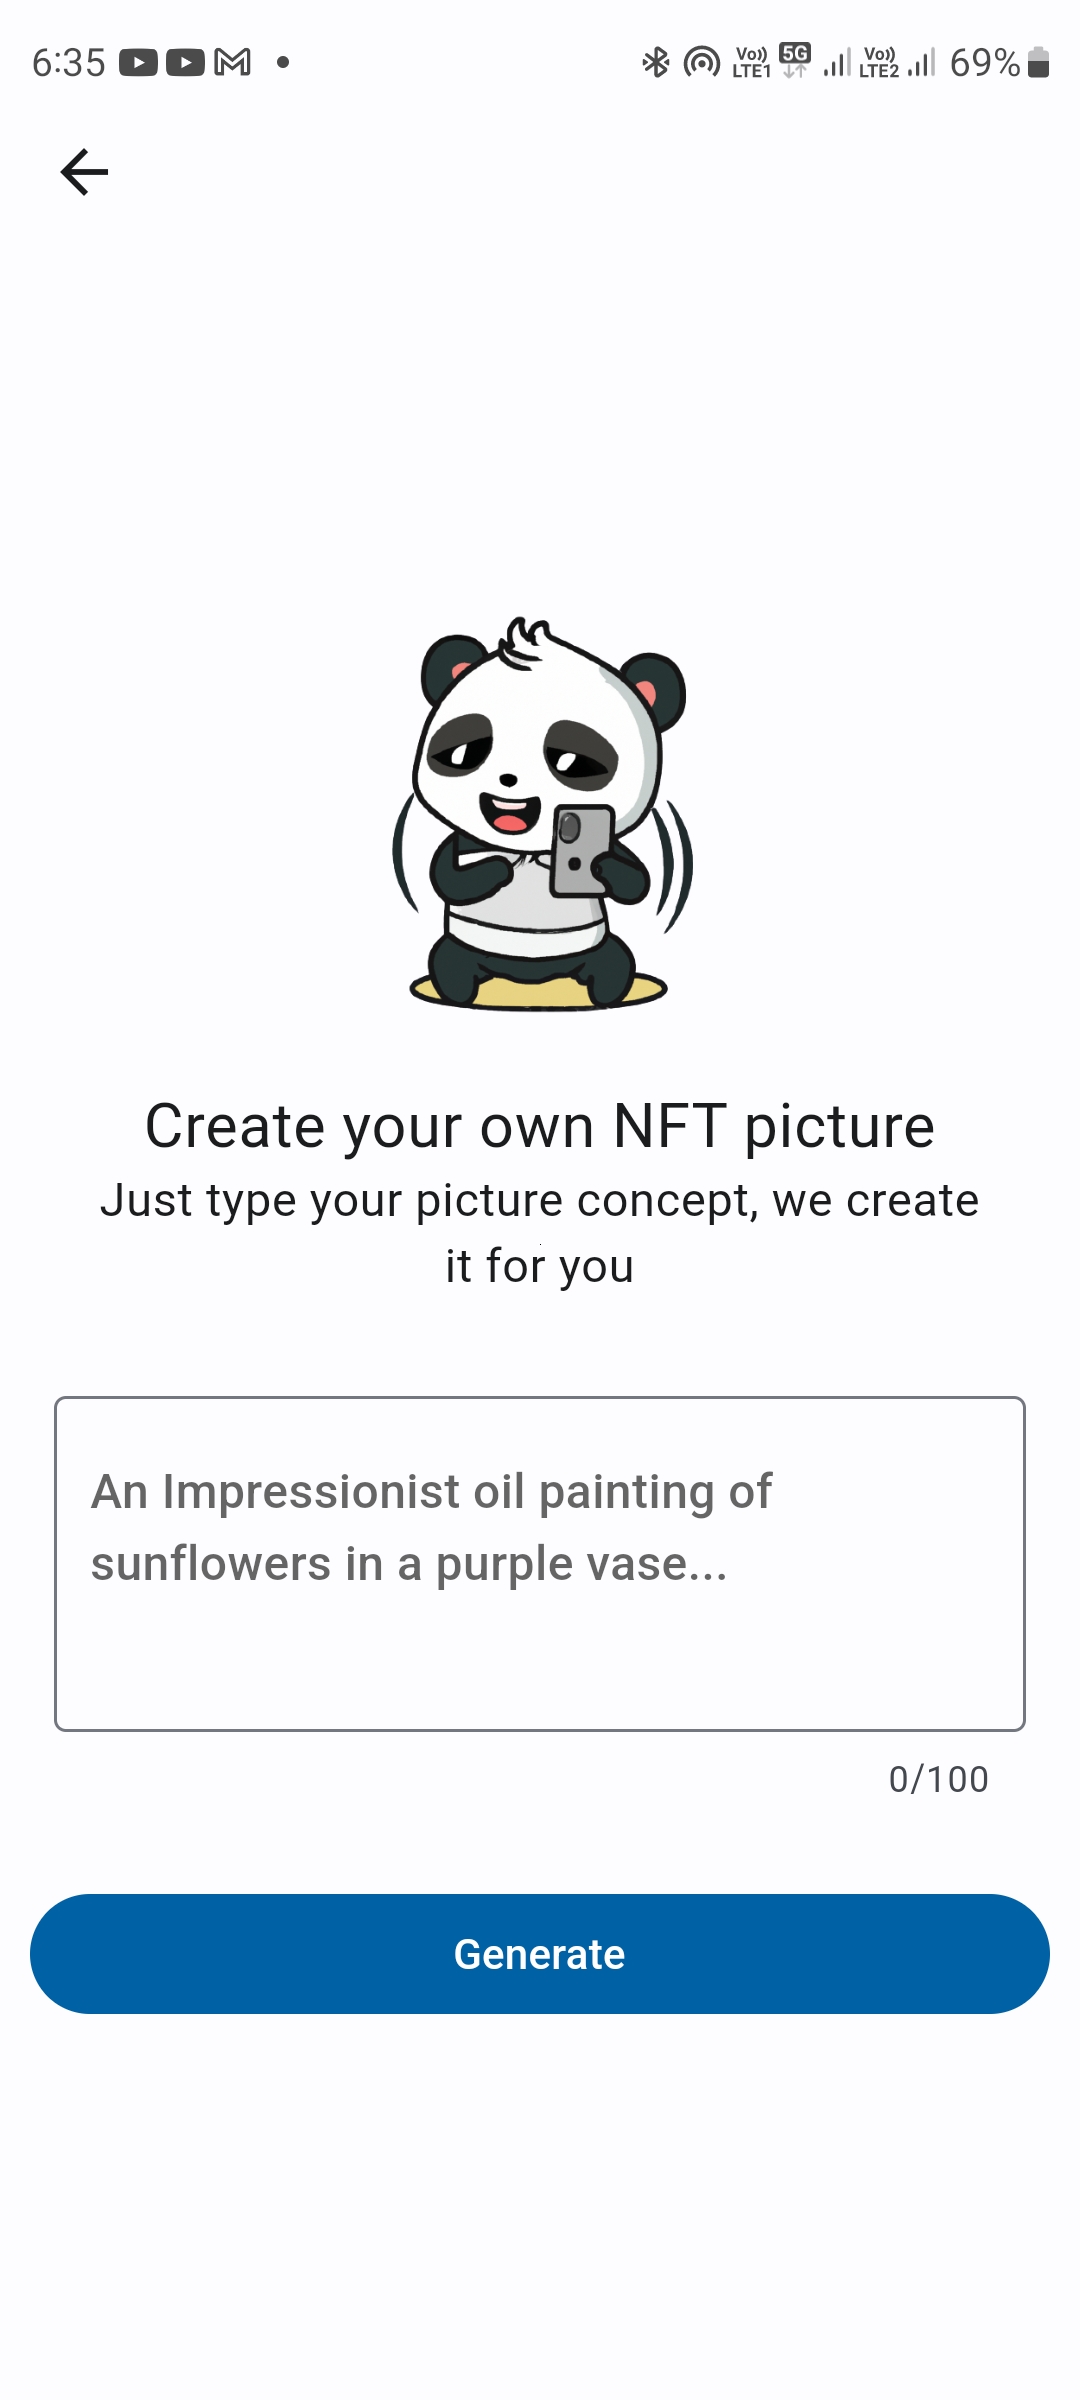 6:35 Vo)) LTE1 5G Vo)) LTE2 69%
Create your own NFT picture
Just type your picture concept, we create
it for you
An Impressionist oil painting of
sunflowers in a purple vase...
0/100
Generate